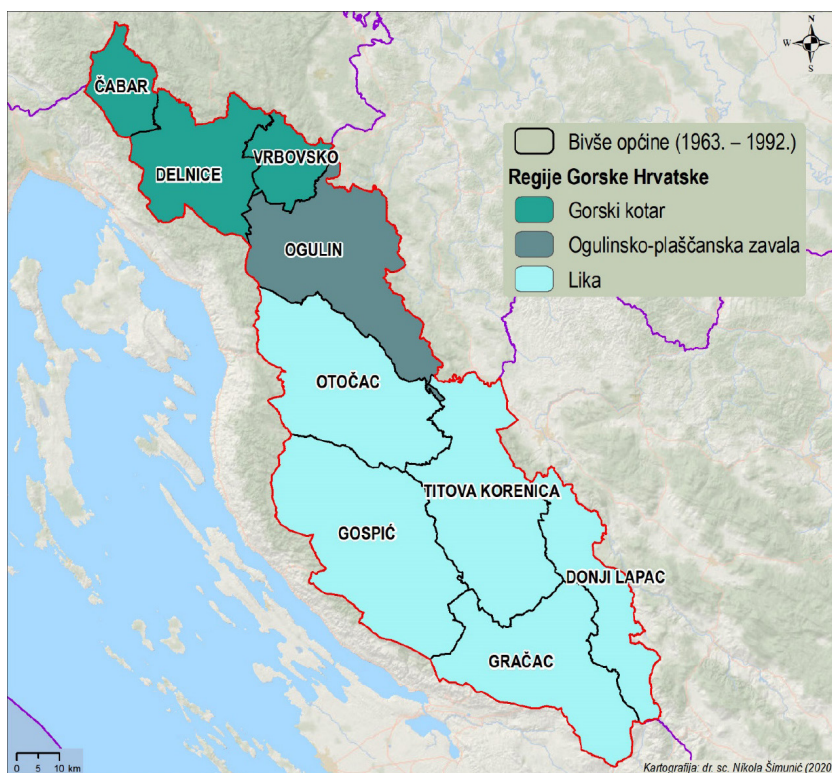 N
W E
S
ČABAR
DELNICE
VRBOVSKO
OGULIN
OTOČAC
TITOVA KORENICA
GOSPIĆ
DONJI LAPAC
GRAČAC
Bivše općine (1963. – 1992.)
Regije Gorske Hrvatske
Gorski kotar
Ogulinsko-plaščanska zavala
Lika
0 5 10 km
Kartografija: dr. sc. Nikola Šimunić (2020